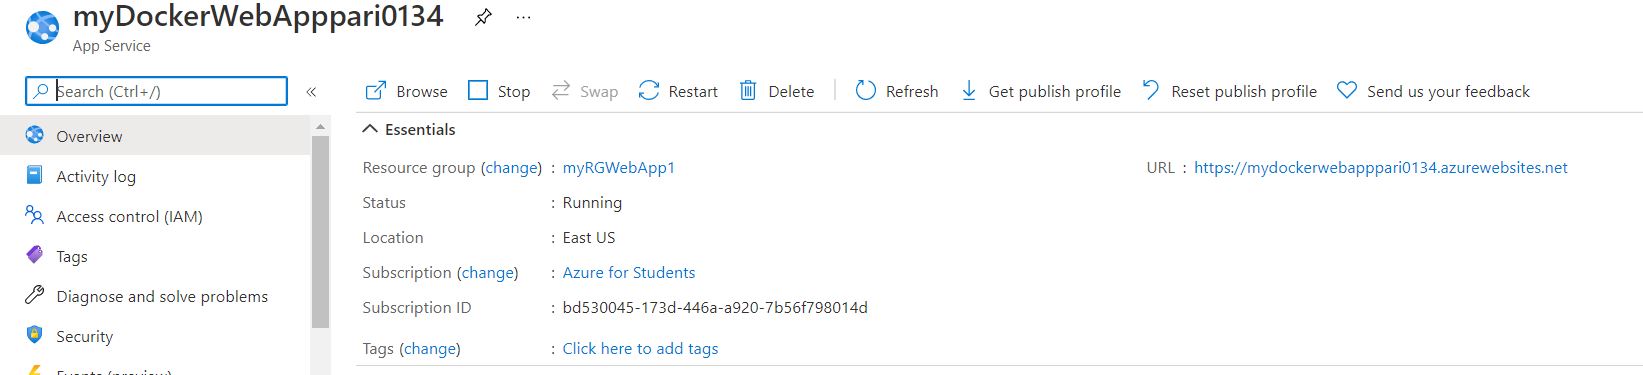 myDockerWebApppari0134
App Service
Search (Ctrl+/)
«
Browse Stop Swap Restart Delete Refresh Get publish profile Reset publish profile Send us your feedback
Overview
Activity log
Access control (IAM)
Tags
Diagnose and solve problems
Security
Events (preview)
Essentials
Resource group (change) : myRGWebApp1
Status : Running
Location : East US
Subscription (change) : Azure for Students
Subscription ID : bd530045-173d-446a-a920-7b56f798014d
Tags (change) : Click here to add tags
URL : https://mydockerwebapppari0134.azurewebsites.net